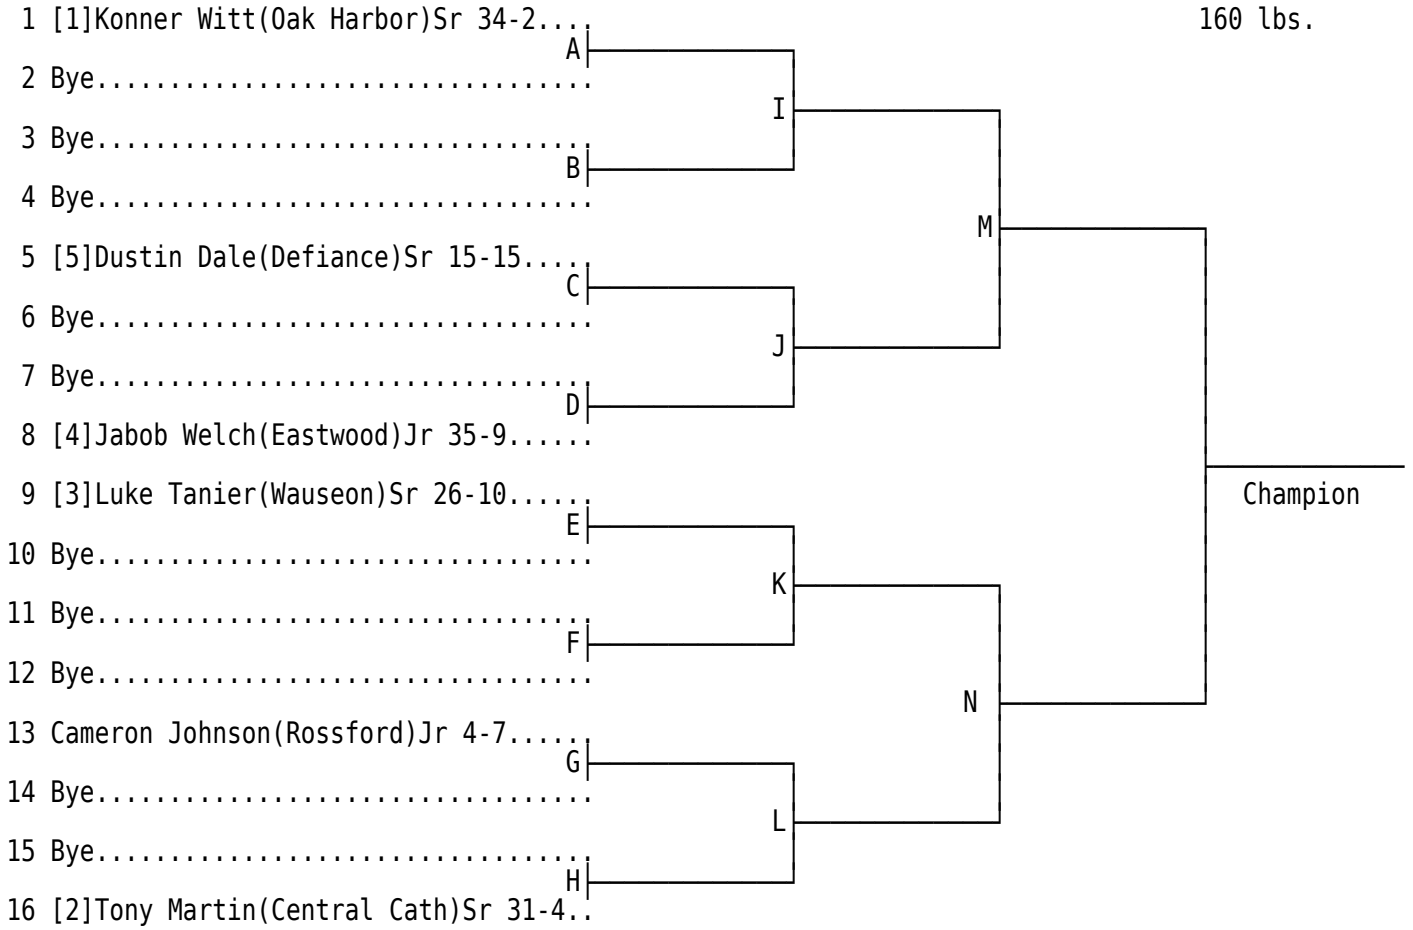 1 [1]Konner Witt(Oak Harbor)Sr 34-2.... 160 lbs.
A
2 Bye..................................
I
3 Bye..................................
B
4 Bye..................................
M
5 [5]Dustin Dale(Defiance)Sr 15-15.....
C
6 Bye..................................
J
7 Bye..................................
D
8 [4]Jabob Welch(Eastwood)Jr 35-9......
9 [3]Luke Tanier(Wauseon)Sr 26-10...... Champion
E
10 Bye..................................
K
11 Bye..................................
F
12 Bye..................................
N
13 Cameron Johnson(Rossford)Jr 4-7......
G
14 Bye..................................
L
15 Bye..................................
H
16 [2]Tony Martin(Central Cath)Sr 31-4..